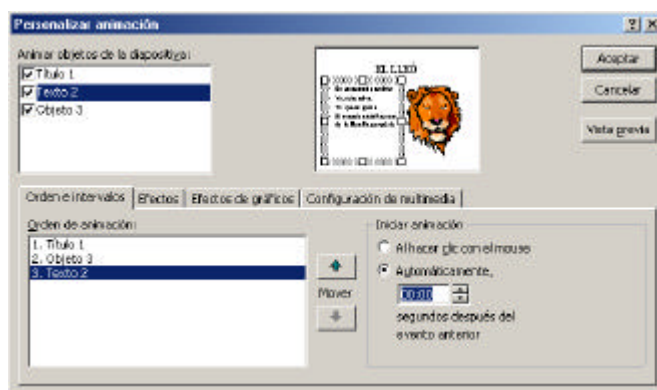 Personalizar animación
Animar objetos de la diapositiva:
Título 1
Texto 2
Objeto 3
EL LLEÓ
Aceptar
Cancelar
Vista previa
Orden e intervalos
Efectos
Efectos de gráficos
Configuración de multimedia
Orden de animación:
1. Título 1
2. Objeto 3
3. Texto 2
Mover
Iniciar animación
Al hacer clic con el mouse
Automáticamente,
00:00
segundos después del
evento anterior